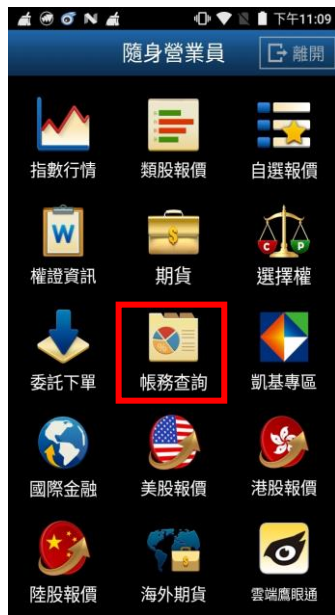 下午11:09
隨身營業員
離開
指數行情 類股報價 自選報價
W
$
C P
權證資訊 期貨 選擇權
委託下單 帳務查詢 凱基專區
國際金融 美股報價 港股報價
陸股報價 海外期貨 雲端鷹眼通